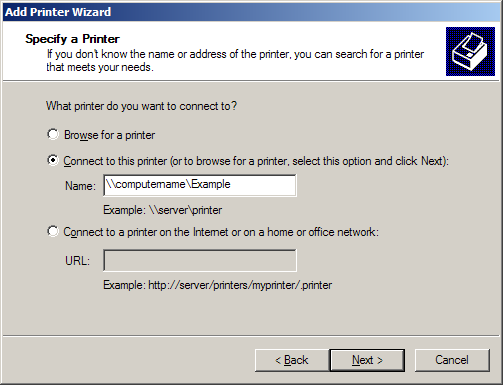 Add Printer Wizard
Specify a Printer
If you don't know the name or address of the printer, you can search for a printer
that meets your needs.
What printer do you want to connect to?
Browse for a printer
Connect to this printer (or to browse for a printer, select this option and click Next):
Name: \\computername\Example
Example: \\server\printer
Connect to a printer on the Internet or on a home or office network:
URL:
Example: http://server/printers/myprinter/.printer
< Back Next > Cancel